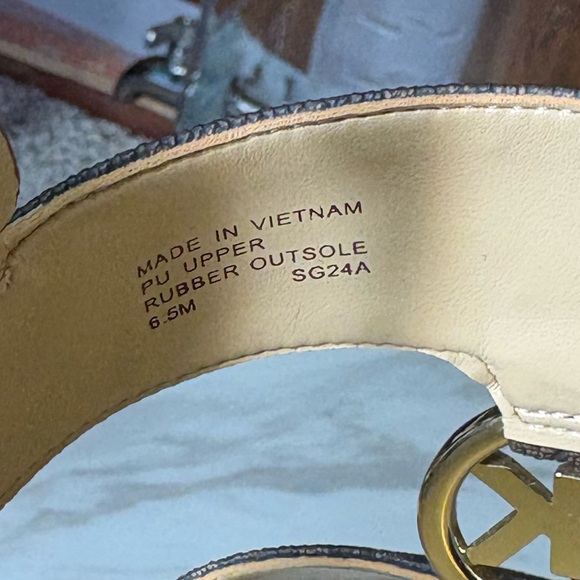 MADE IN VIETNAM
PU UPPER
RUBBER OUTSOLE
6.5M SG24A